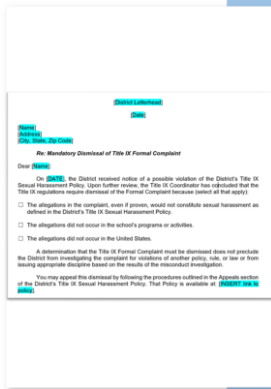 [District Letterhead]
[Date]
[Name]
[Address]
[City, State, Zip Code]
Re: Mandatory Dismissal of Title IX Formal Complaint
Dear [Name]:
On [DATE], the District received notice of a possible violation of the District's Title IX
Sexual Harassment Policy. Upon further review, the Title IX Coordinator has concluded that the
Title IX regulations require dismissal of the Formal Complaint because (select all that apply):
☐ The allegations in the complaint, even if proven, would not constitute sexual harassment as
defined in the District's Title IX Sexual Harassment Policy.
☐ The allegations did not occur in the school's programs or activities.
☐ The allegations did not occur in the United States.
A determination that the Title IX Formal Complaint must be dismissed does not preclude
the District from investigating the complaint for violations of another policy, rule, or law or from
issuing appropriate discipline based on the results of the misconduct investigation.
You may appeal this dismissal by following the procedures outlined in the Appeals section
of the District's Title IX Sexual Harassment Policy. That Policy is available at: [INSERT link to
policy].